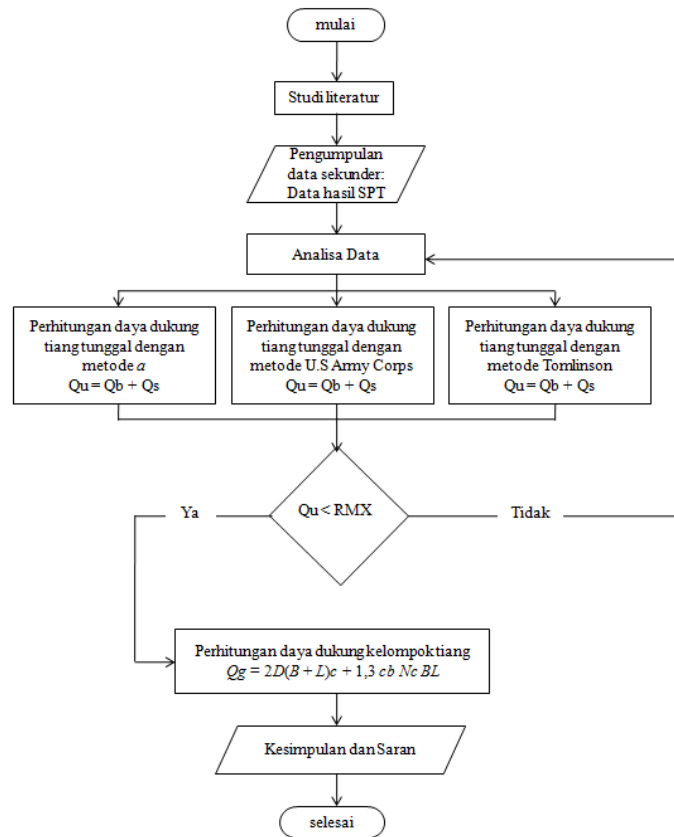 mulai
Studi literatur
Pengumpulan
data sekunder:
Data hasil SPT
Analisa Data
Perhitungan daya dukung
tiang tunggal dengan
metode a
Qu = Qb + Qs
Perhitungan daya dukung
tiang tunggal dengan
metode U.S Army Corps
Qu = Qb + Qs
Perhitungan daya dukung
tiang tunggal dengan
metode Tomlinson
Qu = Qb + Qs
Ya
Qu < RMX
Tidak
Perhitungan daya dukung kelompok tiang
Qg = 2D(B + L)c + 1,3 cb Nc BL
Kesimpulan dan Saran
selesai